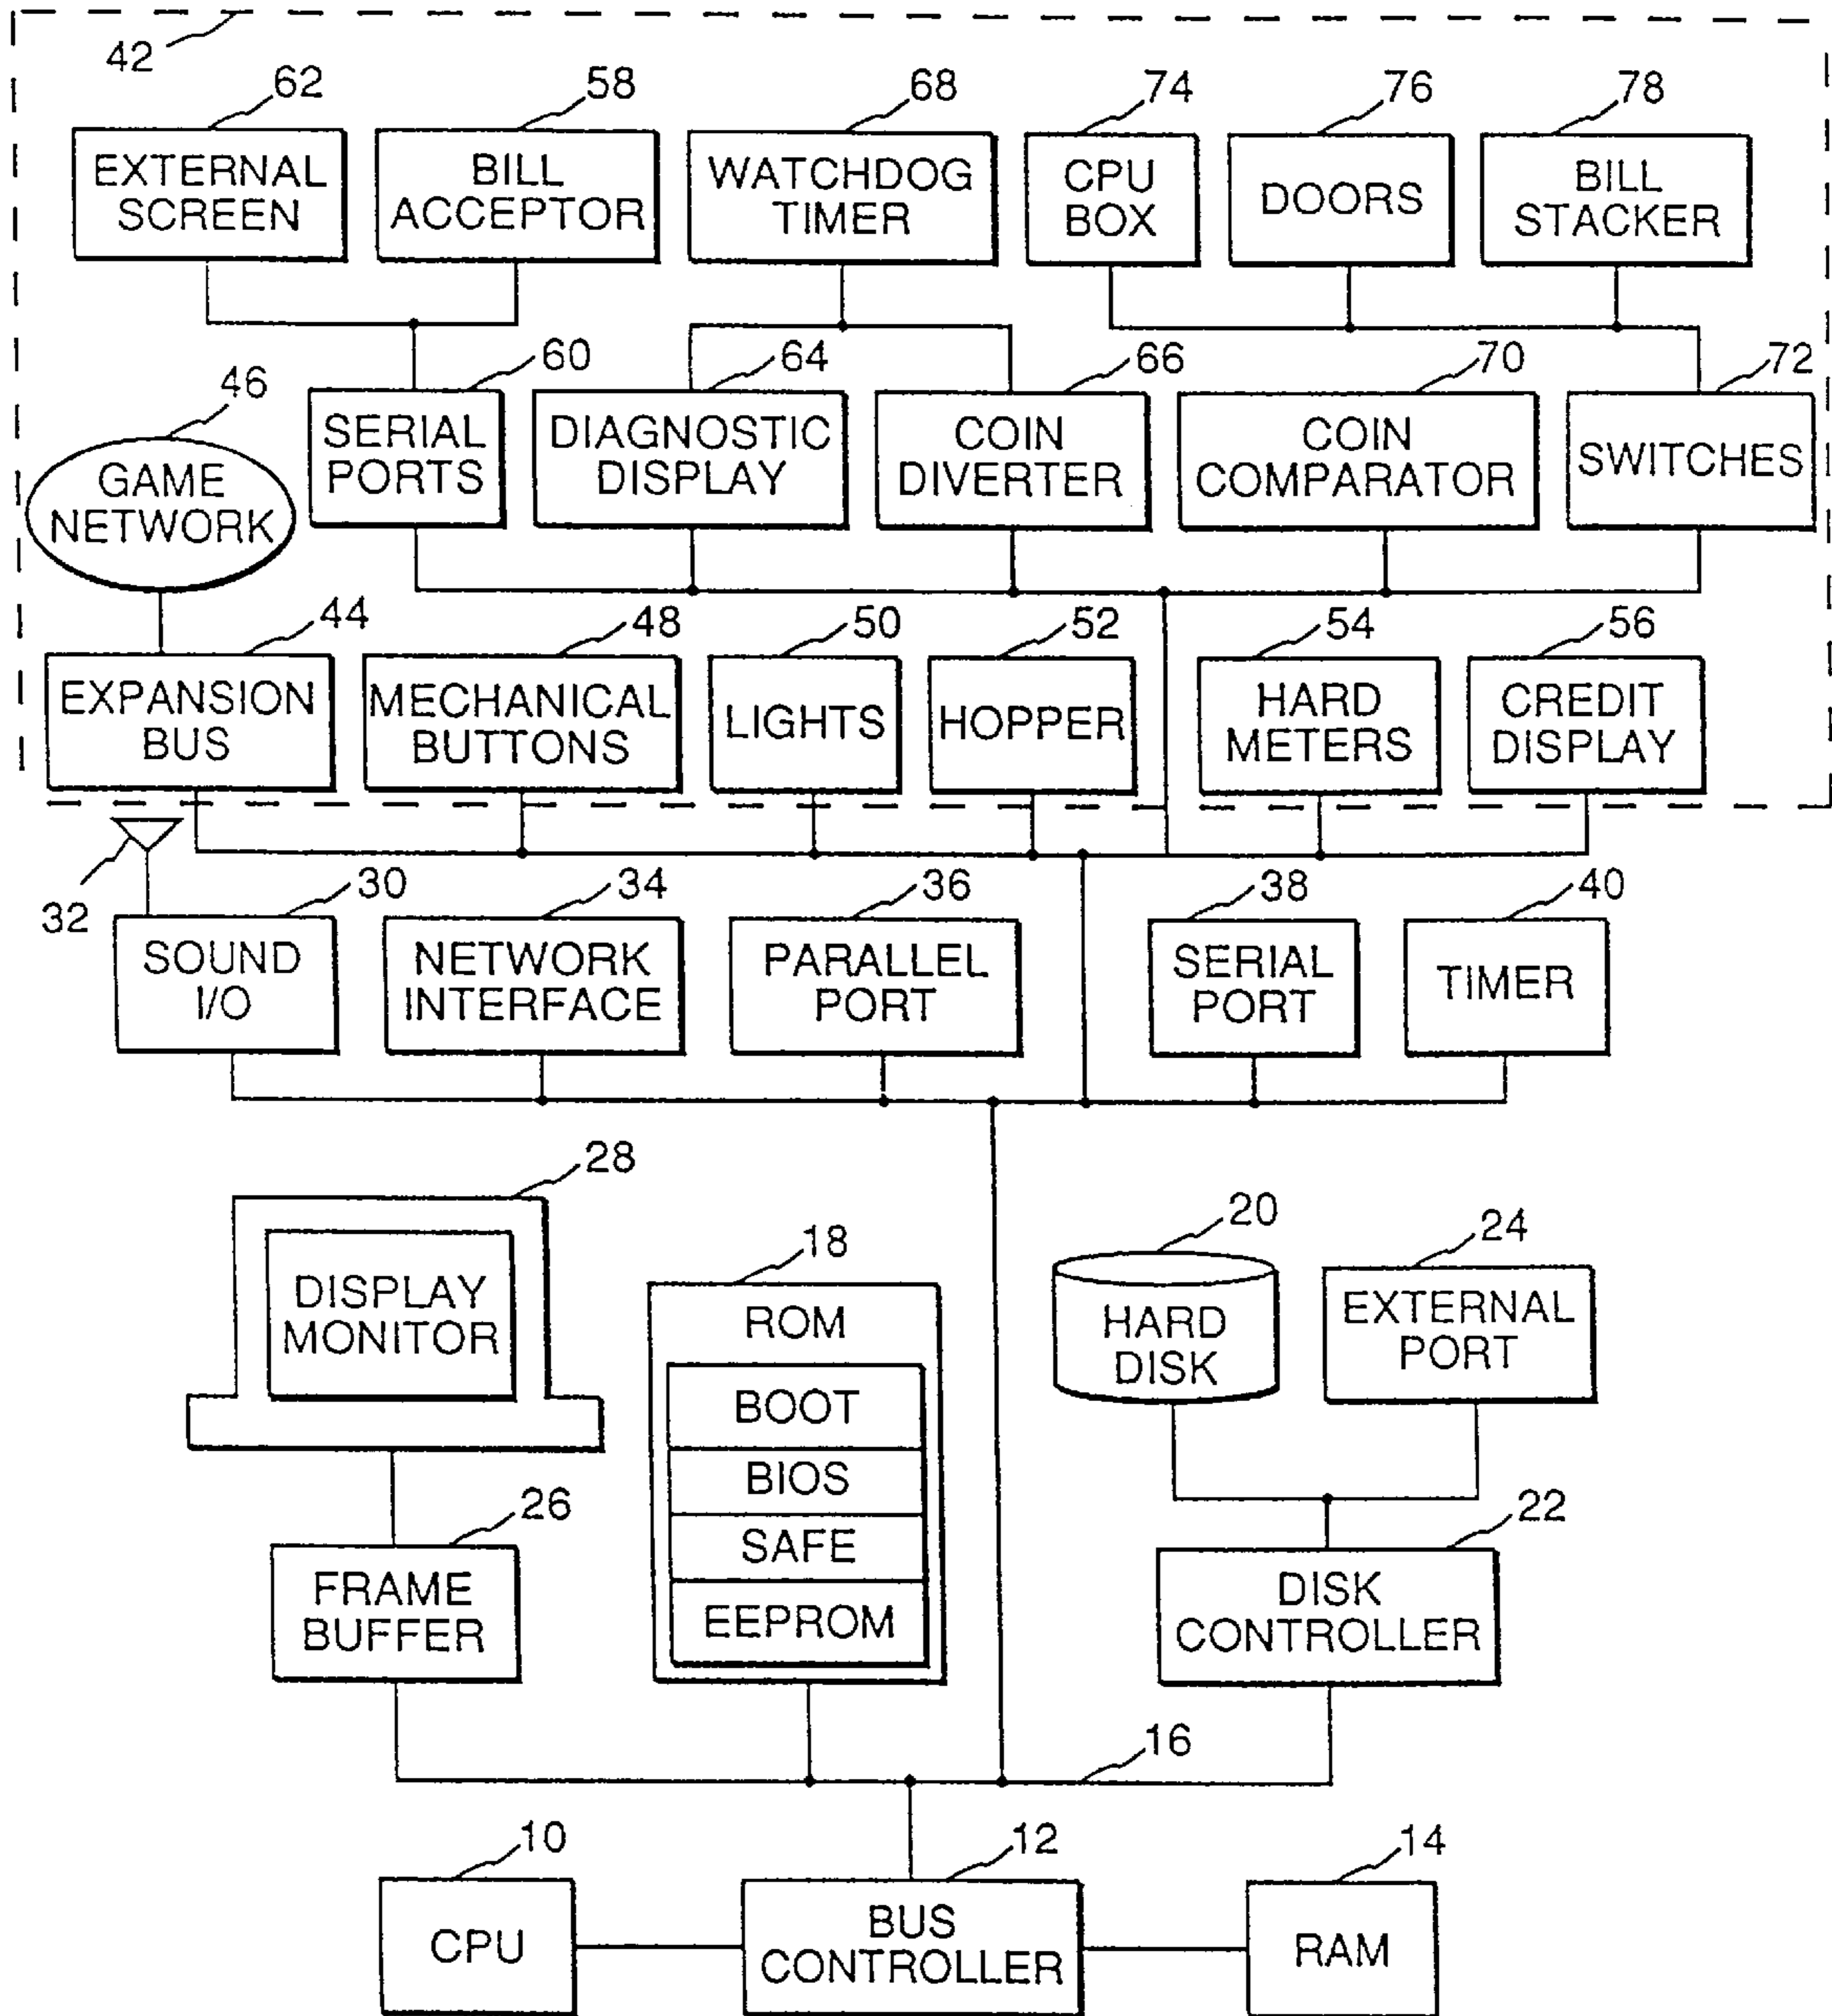 42
62
58
68
74
76
78
EXTERNAL
SCREEN
BILL
ACCEPTOR
WATCHDOG
TIMER
CPU
BOX
DOORS
BILL
STACKER
46
60
64
66
70
72
GAME
NETWORK
SERIAL
PORTS
DIAGNOSTIC
DISPLAY
COIN
DIVERTER
COIN
COMPARATOR
SWITCHES
44
48
50
52
54
56
EXPANSION
BUS
MECHANICAL
BUTTONS
LIGHTS
HOPPER
HARD
METERS
CREDIT
DISPLAY
32
30
34
36
38
40
SOUND
I/O
NETWORK
INTERFACE
PARALLEL
PORT
SERIAL
PORT
TIMER
28
18
20
24
DISPLAY
MONITOR
ROM
BOOT
BIOS
SAFE
EEPROM
HARD
DISK
EXTERNAL
PORT
26
22
FRAME
BUFFER
DISK
CONTROLLER
16
10
12
14
CPU
BUS
CONTROLLER
RAM